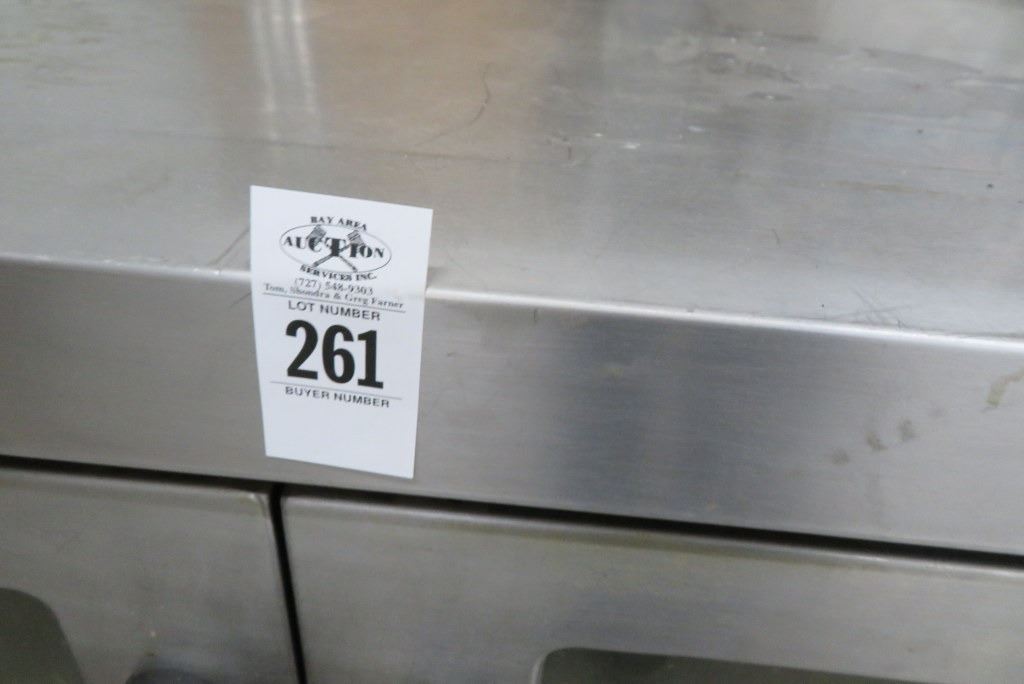 BAY AREA
AUCTION
SERVICES INC.
(727) 548-9303
Tom, Shondra & Greg Farner
LOT NUMBER
261
BUYER NUMBER